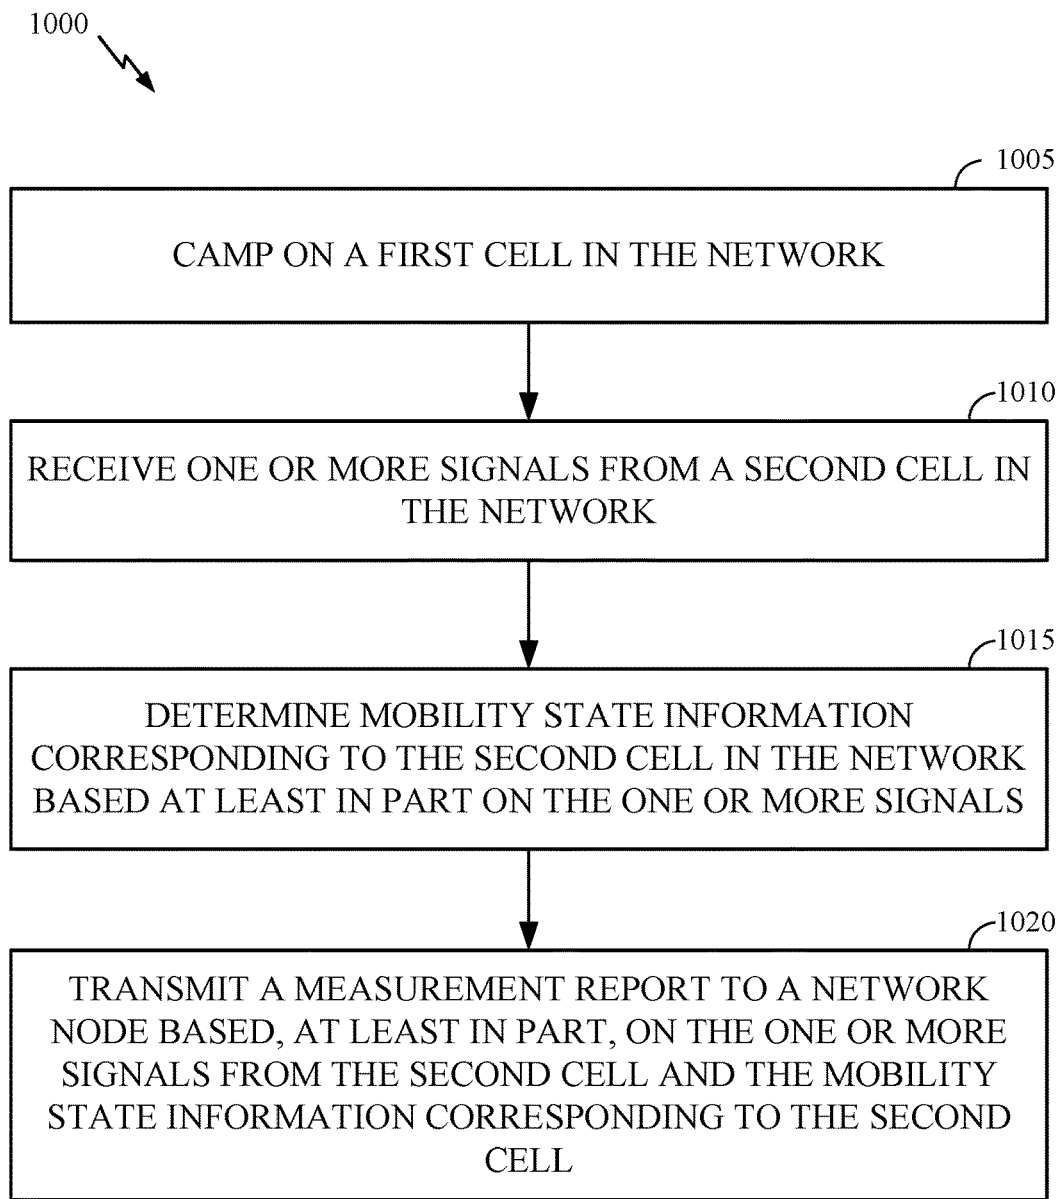 1000
1005
CAMP ON A FIRST CELL IN THE NETWORK
1010
RECEIVE ONE OR MORE SIGNALS FROM A SECOND CELL IN
THE NETWORK
1015
DETERMINE MOBILITY STATE INFORMATION
CORRESPONDING TO THE SECOND CELL IN THE NETWORK
BASED AT LEAST IN PART ON THE ONE OR MORE SIGNALS
1020
TRANSMIT A MEASUREMENT REPORT TO A NETWORK
NODE BASED, AT LEAST IN PART, ON THE ONE OR MORE
SIGNALS FROM THE SECOND CELL AND THE MOBILITY
STATE INFORMATION CORRESPONDING TO THE SECOND
CELL